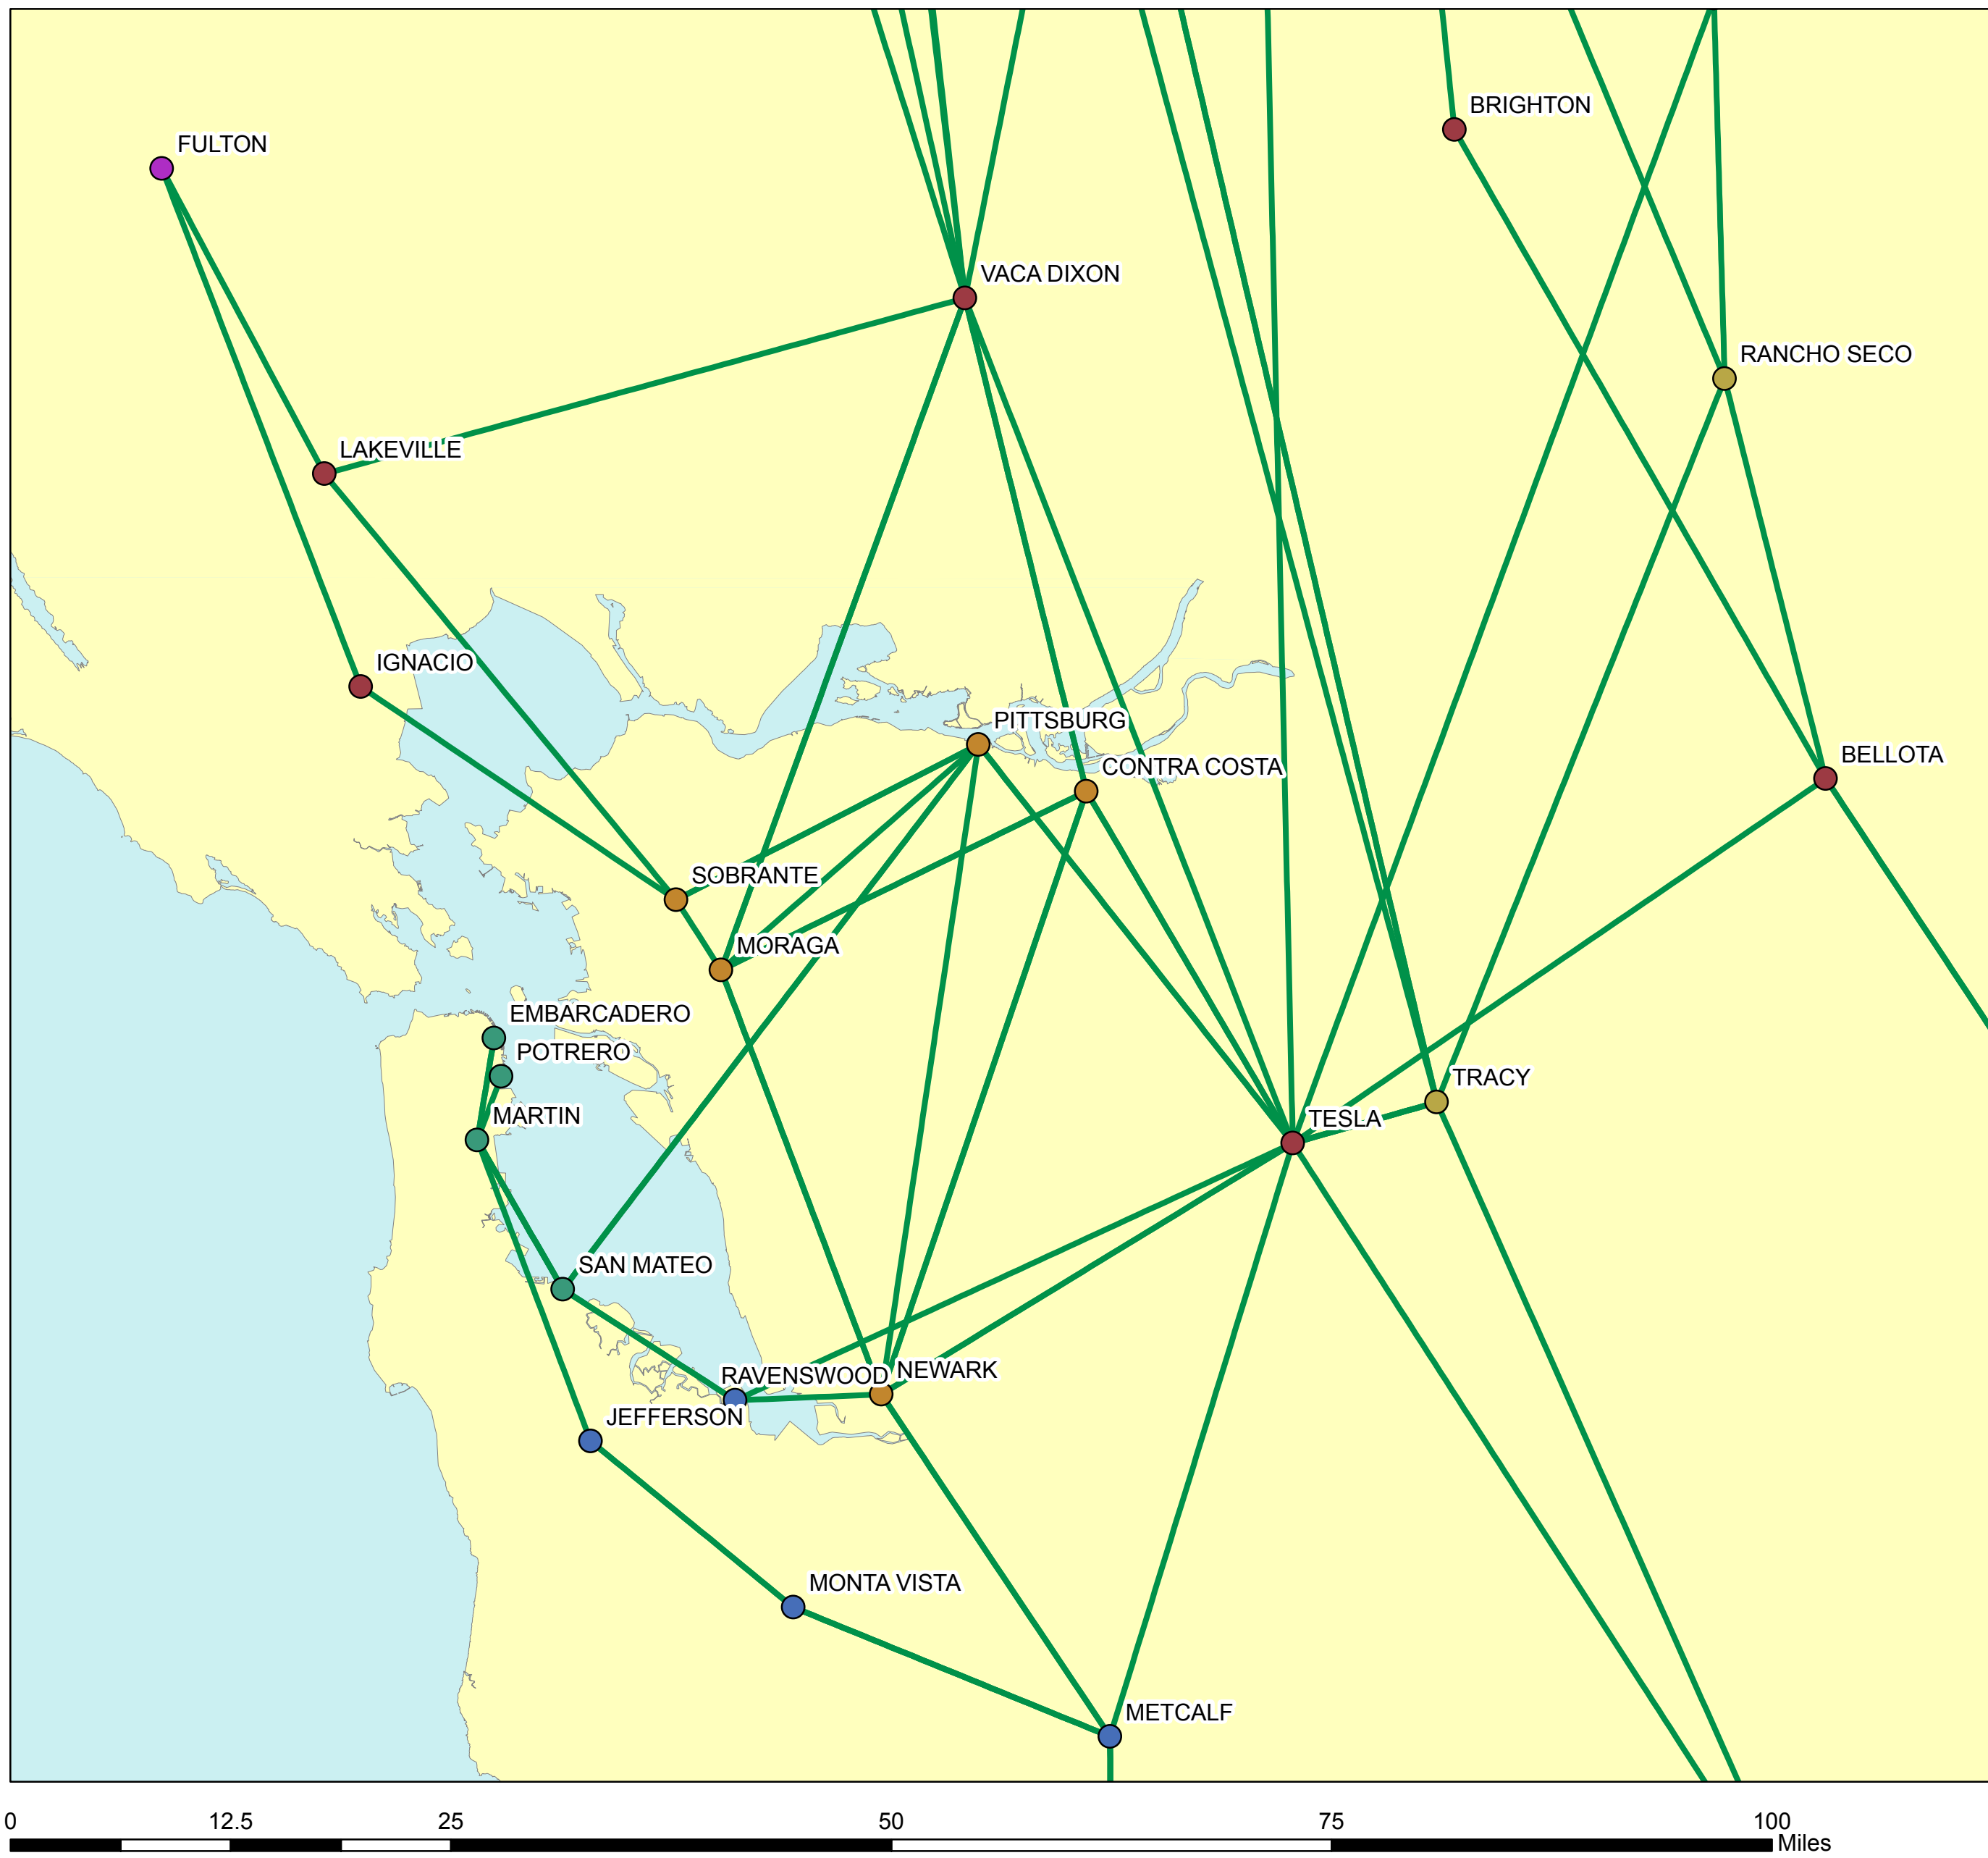 BRIGHTON
FULTON
VACA DIXON
RANCHO SECO
LAKEVILLE
IGNACIO
PITTSBURG
BELLOTA
CONTRA COSTA
SOBRANTE
MORAGA
EMBARCADERO
POTRERO
TRACY
MARTIN
TESLA
SAN MATEO
NEWARK
RAVENSWOOD
JEFFERSON
MONTA VISTA
METCALF
0 12.5 25 50 75 100
Miles